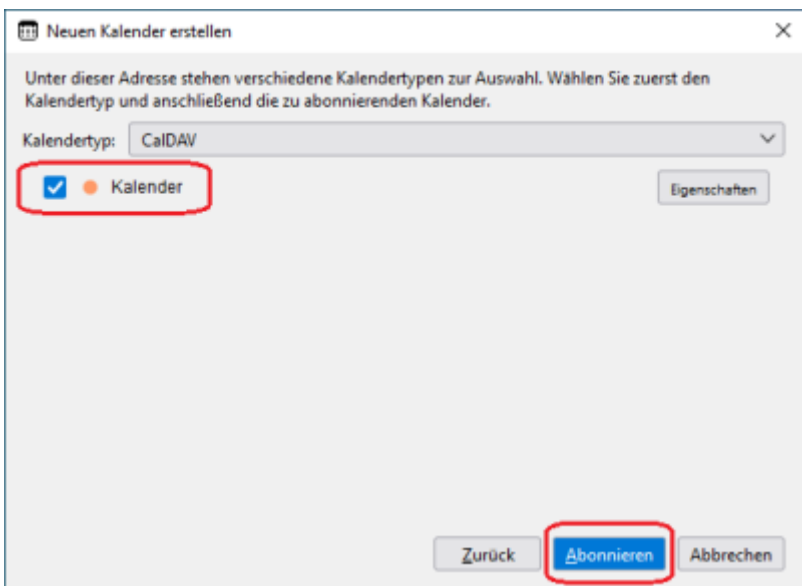 Neuen Kalender erstellen
Unter dieser Adresse stehen verschiedene Kalendertypen zur Auswahl. Wählen Sie zuerst den
Kalendertyp und anschließend die zu abonnierenden Kalender.
Kalendertyp: CalDAV
Kalender Eigenschaften
Zurück Abonnieren Abbrechen